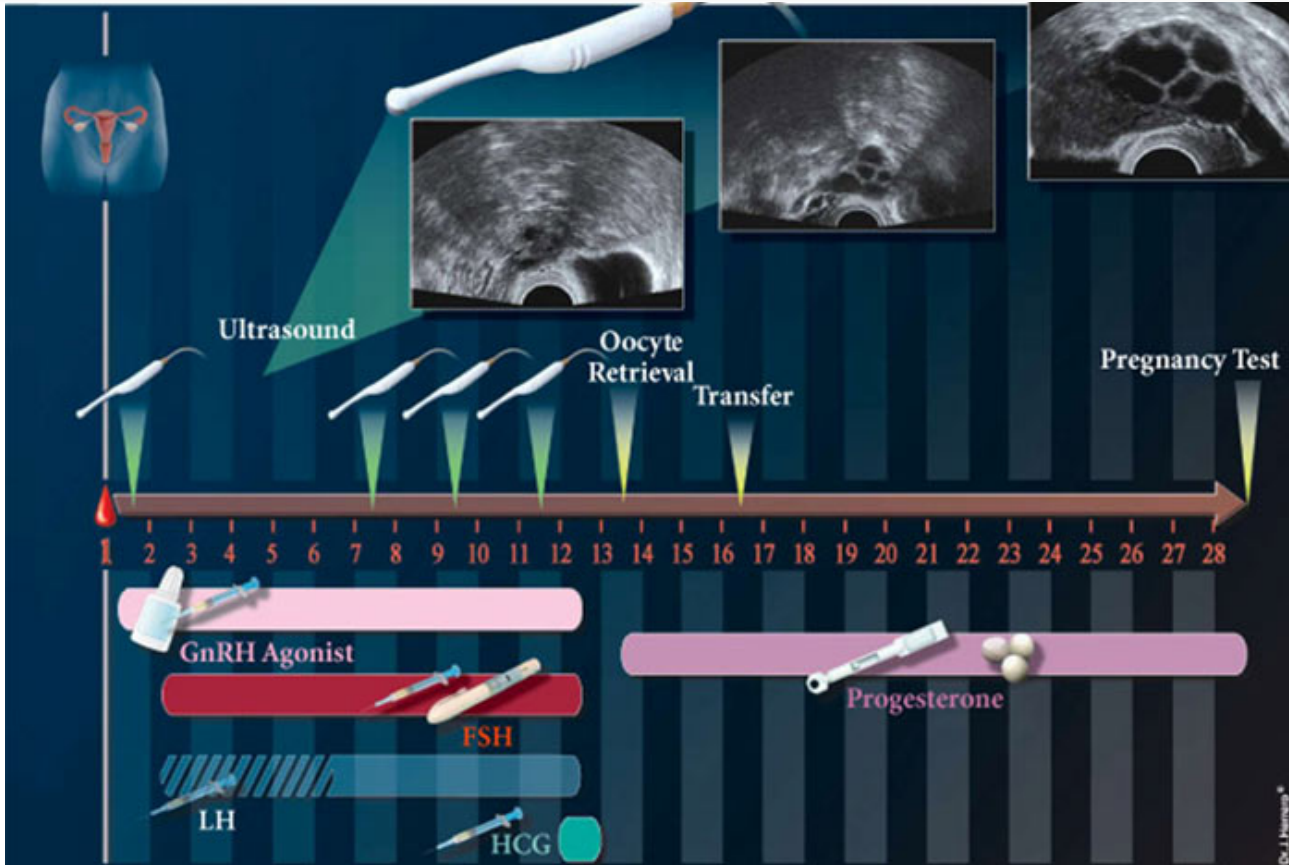 Ultrasound
Oocyte
Retrieval
Transfer
Pregnancy Test
1 2 3 4 5 6 7 8 9 10 11 12 13 14 15 16 17 18 19 20 21 22 23 24 25 26 27 28
GnRH Agonist
Progesterone
FSH
LH
HCG